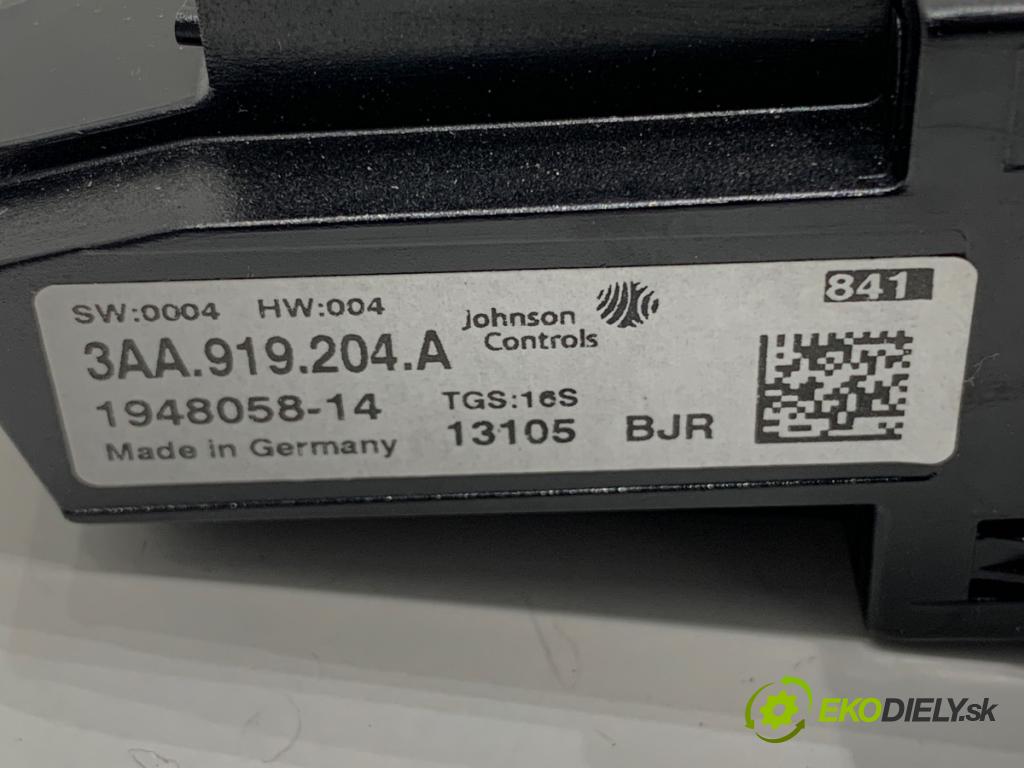 SW:0004 HW:004
johnson
Controls
841
3AA.919.204.A
1948058-14
TGS:16S
Made in Germany
13105 BJR
EKODIELY.sk